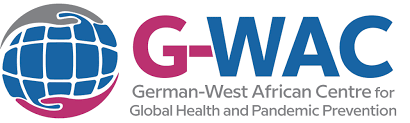 G-WAC
German-West African Centre for
Global Health and Pandemic Prevention